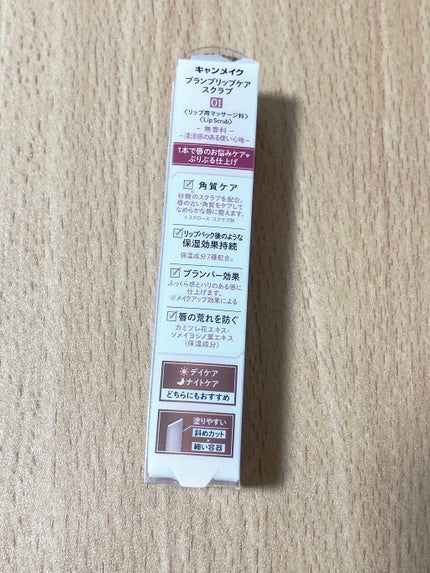 キャンメイク
プランプリップケア
スクラブ
01
〈リップ用マッサージ料〉
〈Lip Scrub〉
- 無香料 -
- 清涼感のある使い心地 -
1本で唇のお悩みケア♥
ぷりぷる仕上げ
角質ケア
砂糖のスクラブを配合。
唇の古い角質をケアして
なめらかな唇に整えます。
※スクロース:スクラブ剤
リップパック後のような
保湿効果持続
保湿成分7種配合。
プランパー効果
ふっくら感とハリのある唇に
仕上げます。
※メイクアップ効果による
唇の荒れを防ぐ
カミツレ花エキス・
ソメイヨシノ葉エキス
(保湿成分)
デイケア
ナイトケア
どちらにもおすすめ
塗りやすい
斜めカット
細い容器